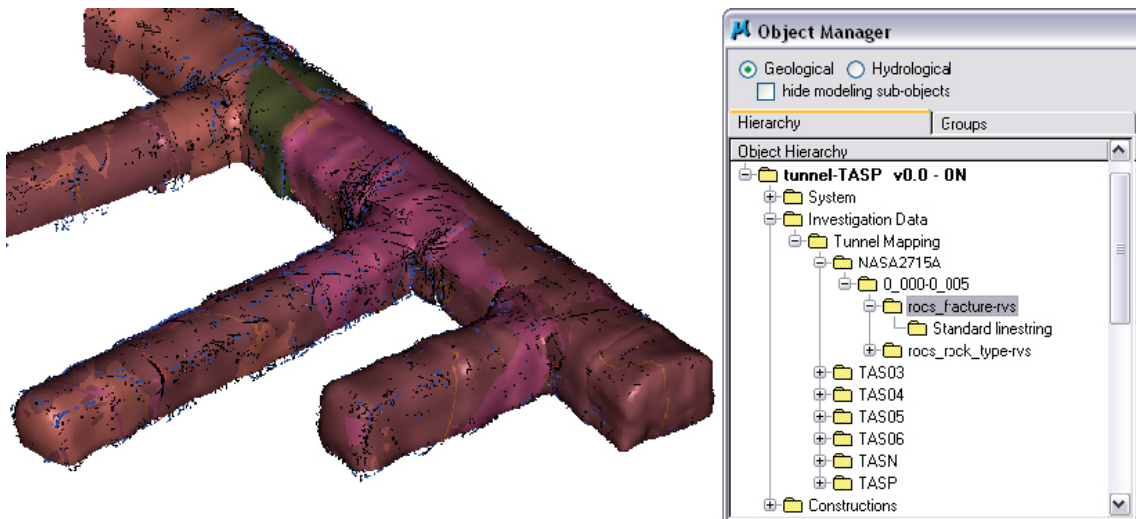 Object Manager
Geological Hydrological
hide modeling sub-objects
Hierarchy Groups
Object Hierarchy
tunnel-TASP v0.0 - ON
System
Investigation Data
Tunnel Mapping
NASA2715A
0_000-0_005
rocs_fracture-rvs
Standard linestring
rocs_rock_type-rvs
TAS03
TAS04
TAS05
TAS06
TASN
TASP
Constructions